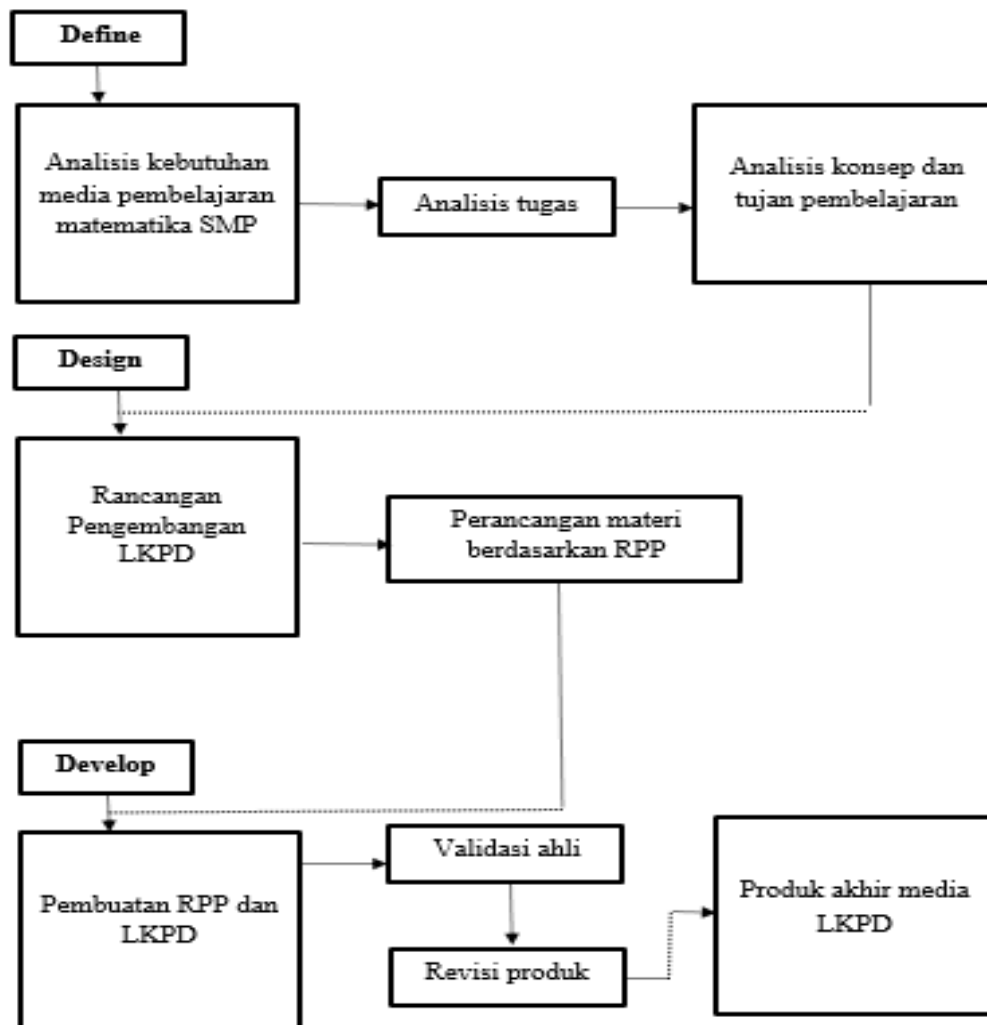 Define
Analisis kebutuhan
media pembelajaran
matematika SMP
Analisis tugas
Analisis konsep dan
tujan pembelajaran
Design
Rancangan
Pengembangan
LKPD
Perancangan materi
berdasarkan RPP
Develop
Pembuatan RPP dan
LKPD
Validasi ahli
Revisi produk
Produk akhir media
LKPD